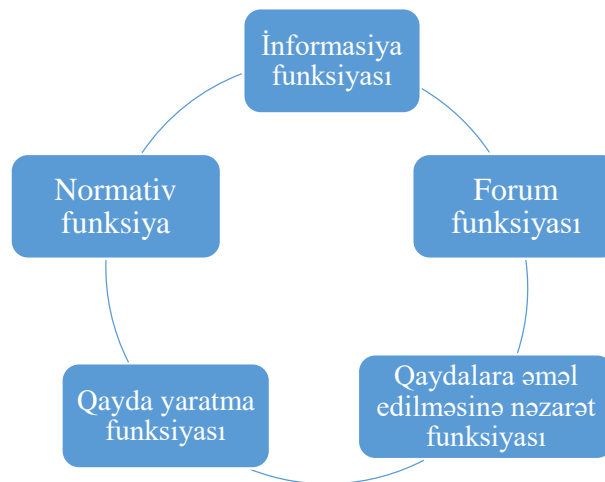 İnformasiya
funksiyası
Forum
funksiyası
Qaydalara əməl
edilməsinə nəzarət
funksiyası
Qayda yaratma
funksiyası
Normativ
funksiya